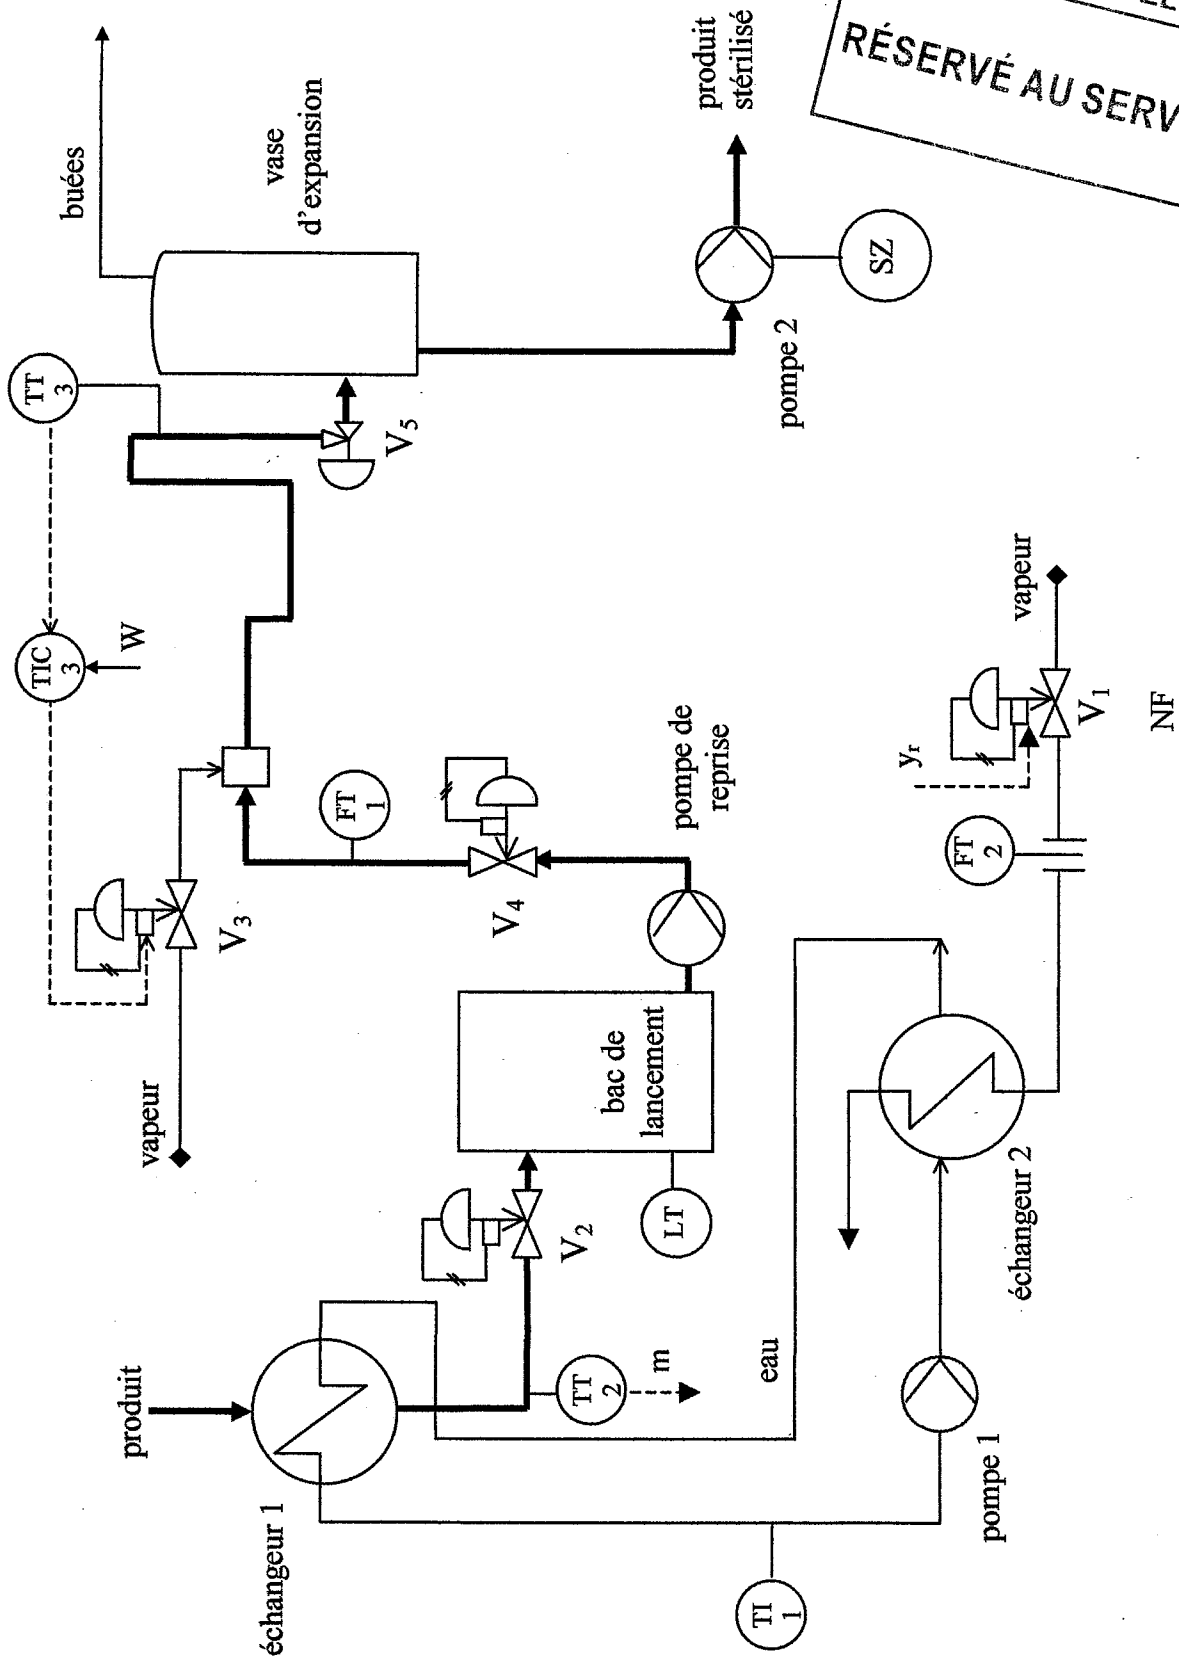 RÉSERVÉ AU SERV
produit
stérilisé
buées
vase
d'expansion
SZ
pompe 2
TT
3
V5
TIC
3
W
vapeur
V1
NF
yr
FT
2
pompe de
reprise
FT
1
V4
V3
vapeur
bac de
lancement
LT
V2
échangeur 2
eau
produit
TT
2
m
échangeur 1
pompe 1
TI
1